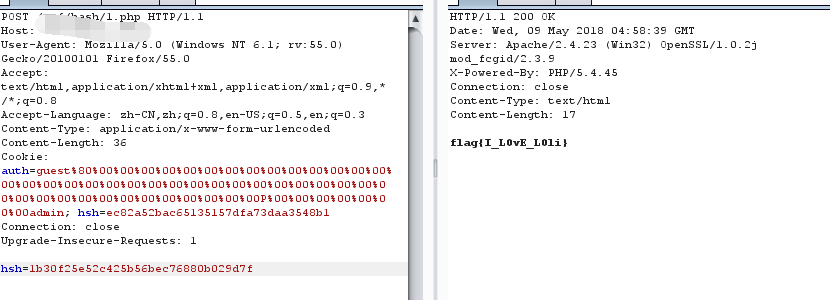 POST /hash/1.php HTTP/1.1
Host:
User-Agent: Mozilla/5.0 (Windows NT 6.1; rv:55.0)
Gecko/20100101 Firefox/55.0
Accept:
text/html,application/xhtml+xml,application/xml;q=0.9,*
/*;q=0.8
Accept-Language: zh-CN,zh;q=0.8,en-US;q=0.5,en;q=0.3
Content-Type: application/x-www-form-urlencoded
Content-Length: 36
Cookie:
auth=guest%80%00%00%00%00%00%00%00%00%00%00%00%00%00%00
%00%00%00%00%00%00%00%00%00%00%00%00%00%00%00%00%00%00%0
0%00%00%00%00%00%00%00%00%00%00%00%00P%00%00%00%00%00%0
0%00admin; hsh=ec82a52bac65135157dfa73daa3548b1
Connection: close
Upgrade-Insecure-Requests: 1
hsh=1b30f25e52c425b56bec76880b029d7f
HTTP/1.1 200 OK
Date: Wed, 09 May 2018 04:58:39 GMT
Server: Apache/2.4.23 (Win32) OpenSSL/1.0.2j
mod_fcgid/2.3.9
X-Powered-By: PHP/5.4.45
Connection: close
Content-Type: text/html
Content-Length: 17
flag{I_L0vE_L0li}